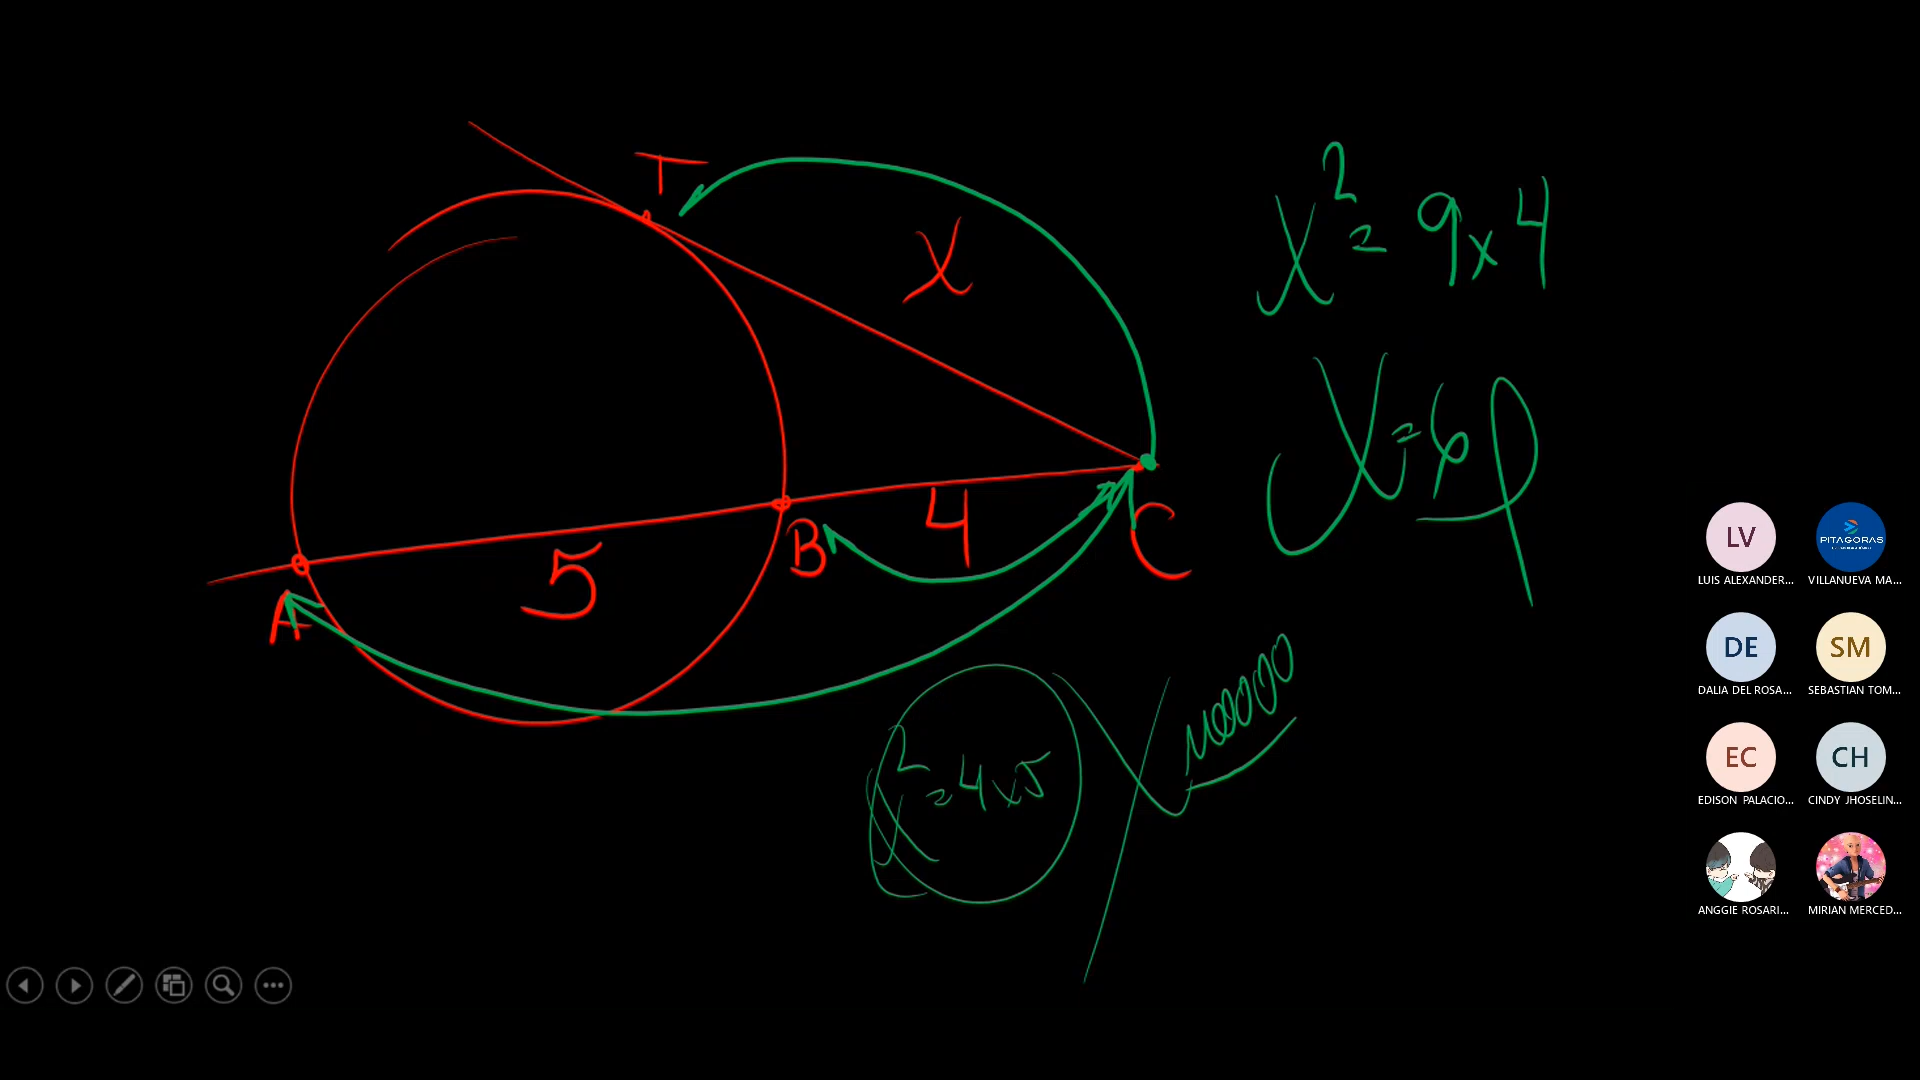 T
X
X² = 9x4
X=6
B
4
C
5
A
X² = 4x5
NOOOOO
LV
LUIS ALEXANDER...
PITAGORAS
VILLANUEVA MA...
DE
DALIA DEL ROSA...
SM
SEBASTIAN TOM...
EC
EDISON PALACIO...
CH
CINDY JHOSELIN...
ANGGIE ROSARI...
MIRIAN MERCED...